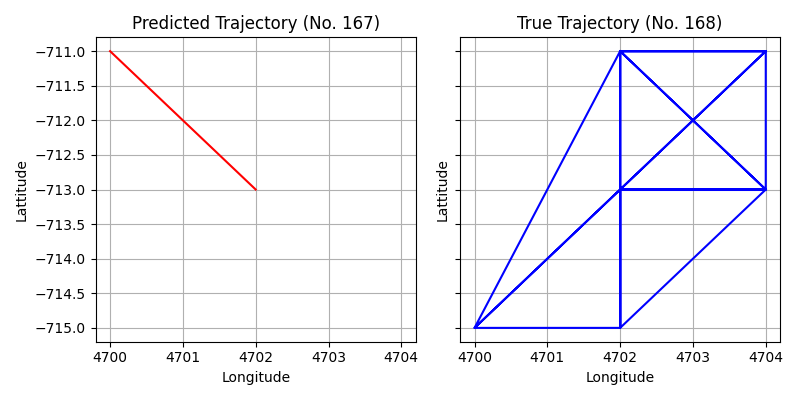 Predicted Trajectory (No. 167)
True Trajectory (No. 168)
−711.0
−711.5
−712.0
−712.5
−713.0
−713.5
−714.0
−714.5
−715.0
Lattitude
Lattitude
4700 4701 4702 4703 4704
4700 4701 4702 4703 4704
Longitude
Longitude